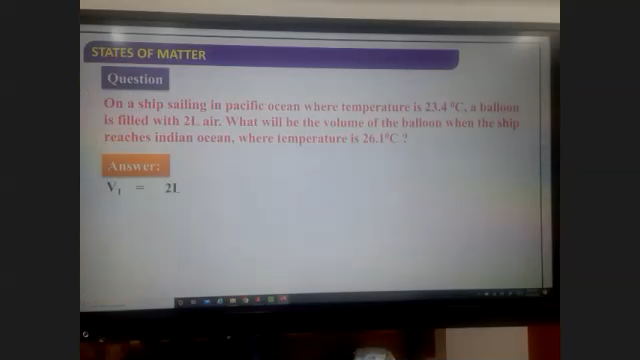 STATES OF MATTER
Question
On a ship sailing in pacific ocean where temperature is 23.4 ⁰C, a balloon
is filled with 2L air. What will be the volume of the balloon when the ship
reaches indian ocean, where temperature is 26.1⁰C ?
Answer:
V₁ = 2L